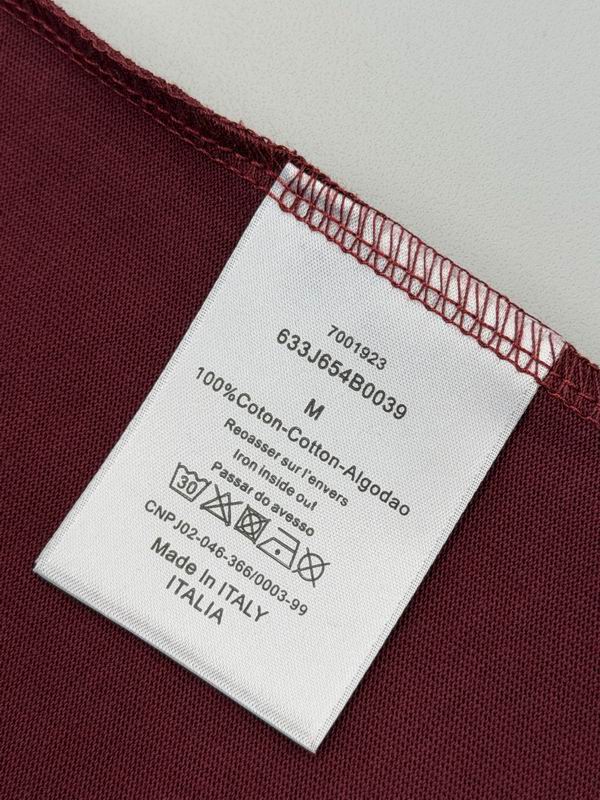 7001923
633J654B0039
M
100%Coton-Cotton-Algodao
Reoasser sur l'envers
Iron inside out
Passar do avesso
30
CNPJ02-046-366/0003-99
Made In ITALY
ITALIA